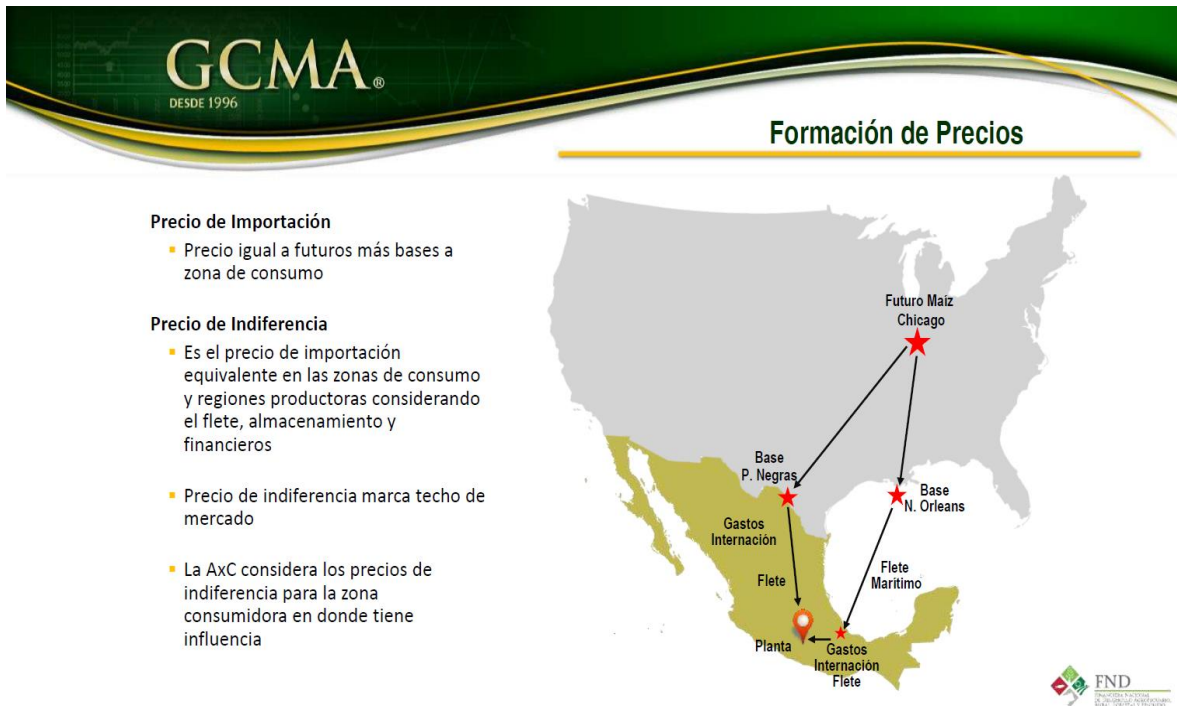 GCMA®
DESDE 1996
Formación de Precios
Precio de Importación
▪ Precio igual a futuros más bases a
zona de consumo
Precio de Indiferencia
▪ Es el precio de importación
equivalente en las zonas de consumo
y regiones productoras considerando
el flete, almacenamiento y
financieros
▪ Precio de indiferencia marca techo de
mercado
▪ La AxC considera los precios de
indiferencia para la zona
consumidora en donde tiene
influencia
Futuro Maíz
Chicago
Base
P. Negras
Base
N. Orleans
Gastos
Internación
Flete
Flete
Marítimo
Planta
Gastos
Internación
Flete
FND